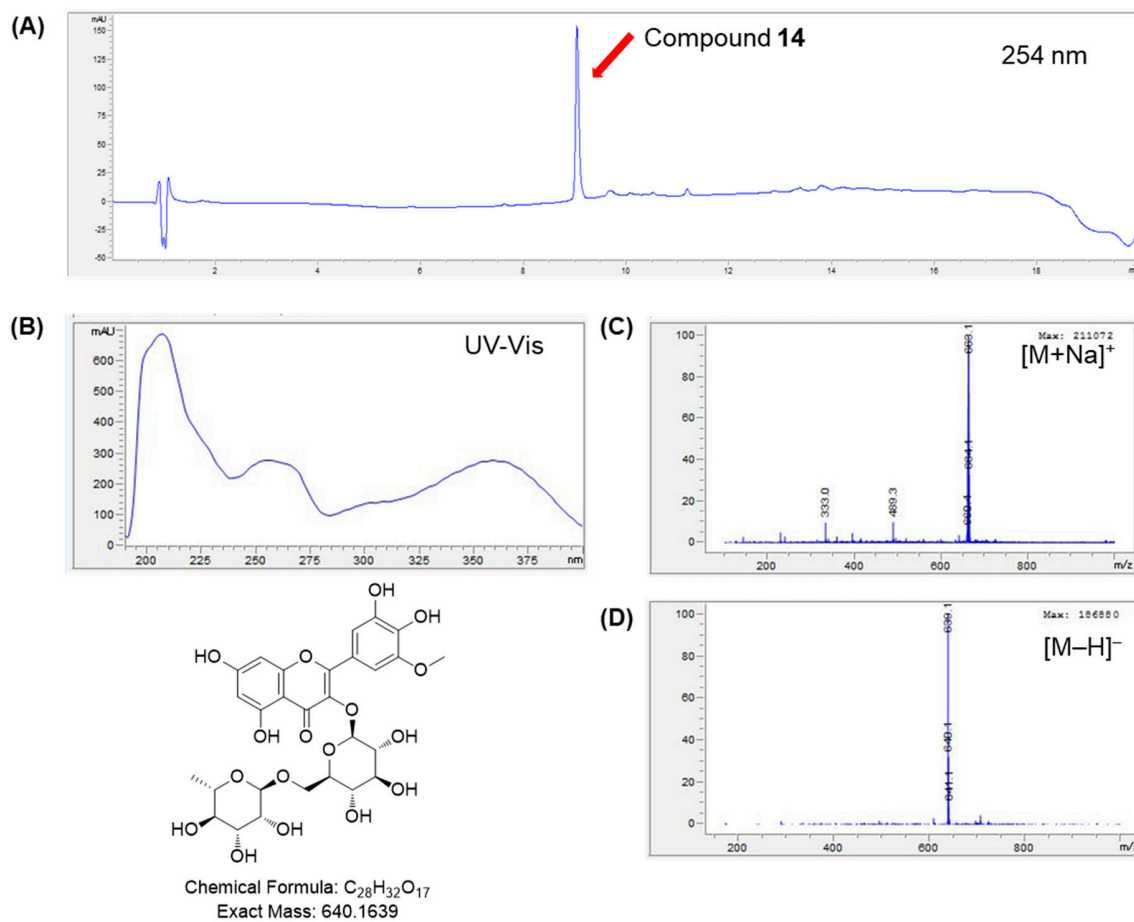 (A)
mAU
150
125
100
75
50
25
0
-25
-50
Compound 14
254 nm
2 4 6 8 10 12 14 16 18 m
(B)
mAU
600
500
400
300
200
100
0
UV-Vis
200 225 250 275 300 325 350 375 nm
(C)
100
80
60
40
20
0
Max: 211072
[M+Na]⁺
663.1
664.1
333.0
489.3
200 400 600 800 m/z
OH
OH
HO
O
O
OH
O
O
O
OH
O
O
OH
HO
OH
OH
OH
OH
Chemical Formula: C₂₈H₃₂O₁₇
Exact Mass: 640.1639
(D)
100
80
60
40
20
0
Max: 186880
[M–H]⁻
639.1
640.1
641.1
200 400 600 800 m/z